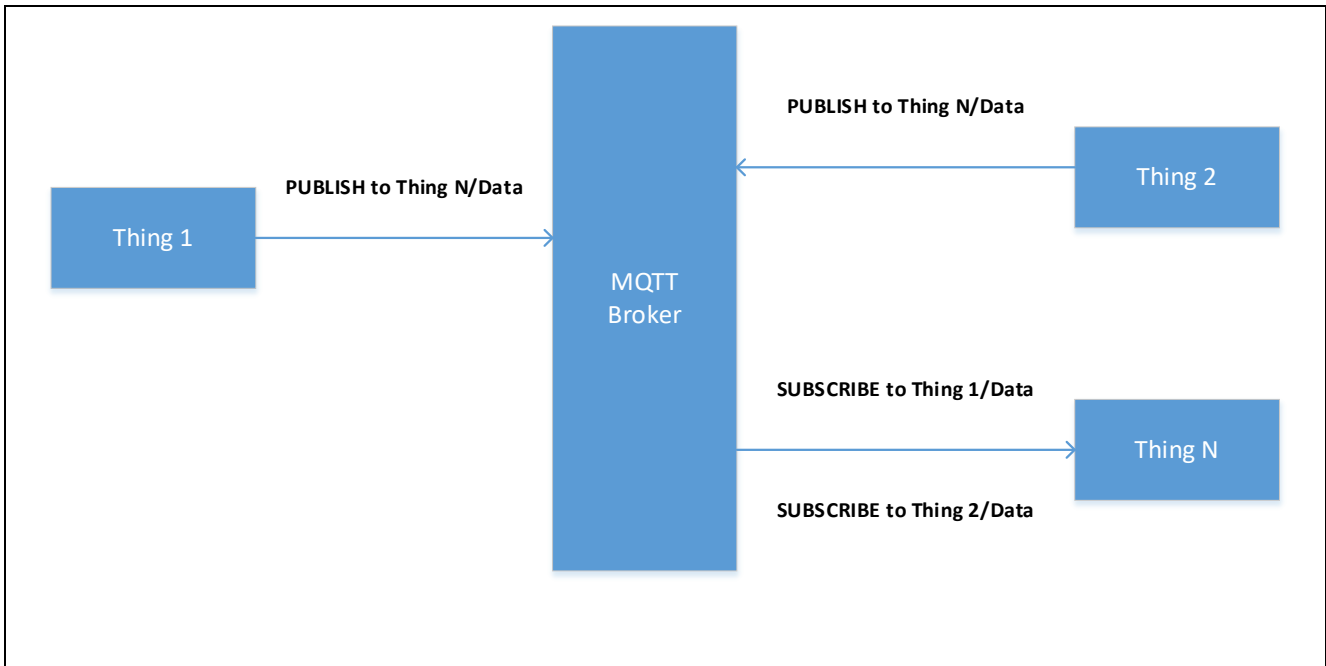 PUBLISH to Thing N/Data
Thing 2
PUBLISH to Thing N/Data
Thing 1
MQTT
Broker
SUBSCRIBE to Thing 1/Data
Thing N
SUBSCRIBE to Thing 2/Data